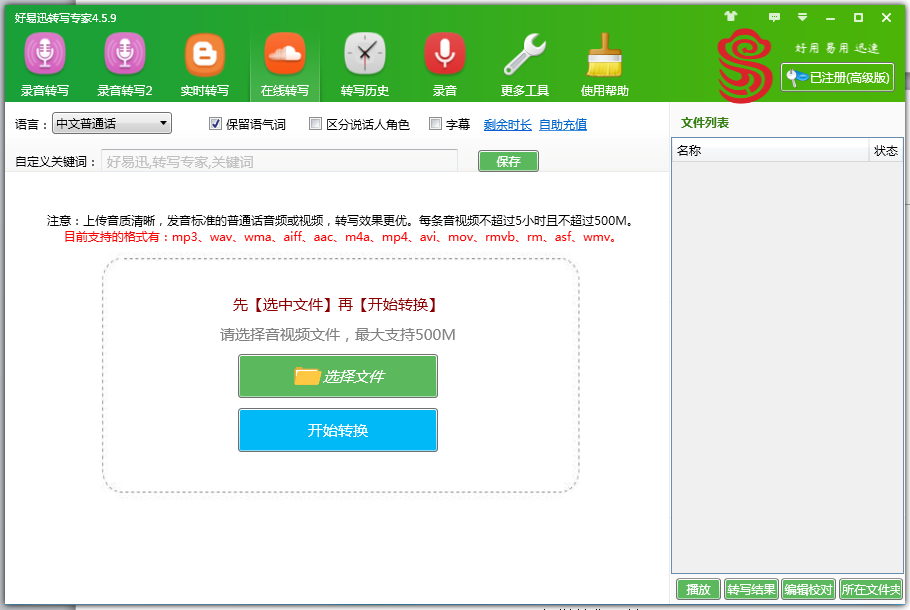 好易迅转写专家4.5.9
录音转写 录音转写2 实时转写 在线转写 转写历史 录音 更多工具 使用帮助
好用 易用 迅速
已注册(高级版)
语言： 中文普通话 保留语气词 区分说话人角色 字幕 剩余时长 自助充值
自定义关键词： 好易迅,转写专家,关键词 保存
文件列表
名称 状态
注意：上传音质清晰，发音标准的普通话音频或视频，转写效果更优。每条音视频不超过5小时且不超过500M。
目前支持的格式有：mp3、wav、wma、aiff、aac、m4a、mp4、avi、mov、rmvb、rm、asf、wmv。
先【选中文件】再【开始转换】
请选择音视频文件，最大支持500M
选择文件
开始转换
播放 转写结果 编辑校对 所在文件夹